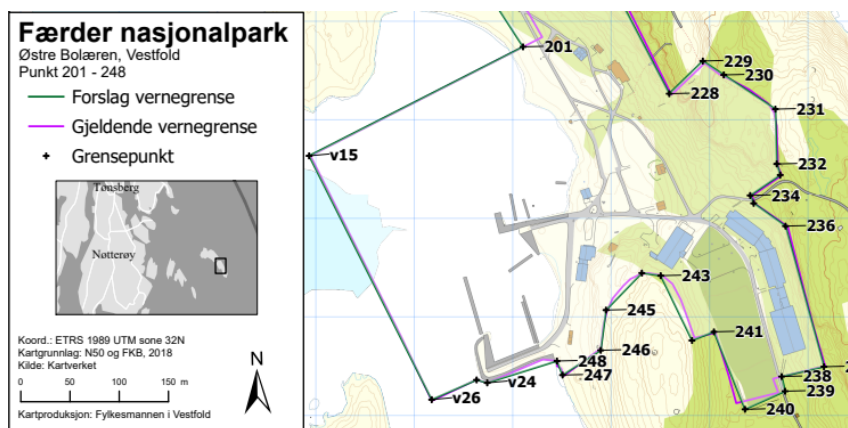 Færder nasjonalpark
Østre Bolæren, Vestfold
Punkt 201 - 248
Forslag vernegrense
Gjeldende vernegrense
Grensepunkt
Tønsberg
Nøtterøy
Koord.: ETRS 1989 UTM sone 32N
Kartgrunnlag: N50 og FKB, 2018
Kilde: Kartverket
N
0 50 100 150 m
Kartproduksjon: Fylkesmannen i Vestfold
201
229
230
228
231
v15
232
234
236
243
245
241
246
248
v24
247
238
239
v26
240